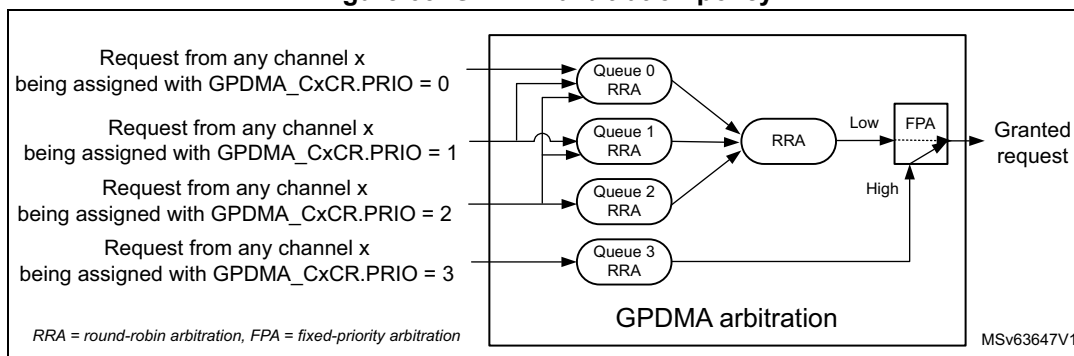 Request from any channel x
being assigned with GPDMA_CxCR.PRIO = 0
Request from any channel x
being assigned with GPDMA_CxCR.PRIO = 1
Request from any channel x
being assigned with GPDMA_CxCR.PRIO = 2
Request from any channel x
being assigned with GPDMA_CxCR.PRIO = 3
Queue 0
RRA
Queue 1
RRA
Queue 2
RRA
Queue 3
RRA
RRA
Low
High
FPA
Granted
request
GPDMA arbitration
RRA = round-robin arbitration, FPA = fixed-priority arbitration
MSv63647V1